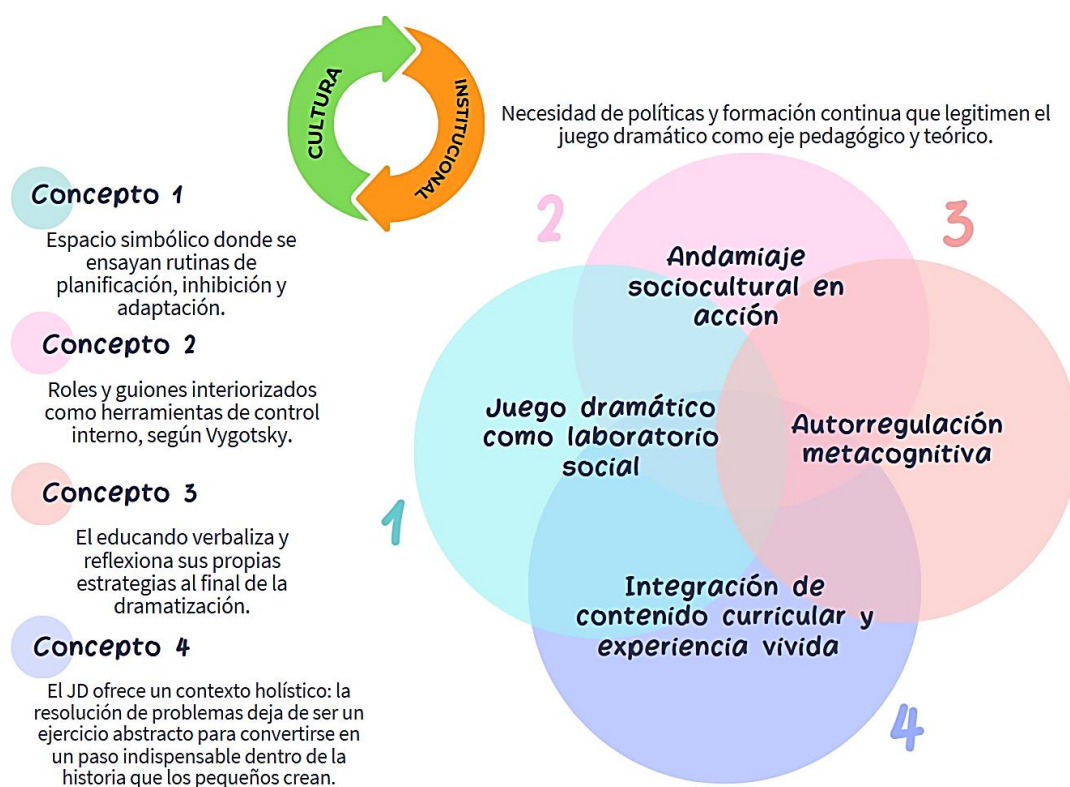 CULTURA
INSTITUCIONAL
Necesidad de políticas y formación continua que legitimen el
juego dramático como eje pedagógico y teórico.
Concepto 1
Espacio simbólico donde se
ensayan rutinas de
planificación, inhibición y
adaptación.
Concepto 2
Roles y guiones interiorizados
como herramientas de control
interno, según Vygotsky.
Concepto 3
El educando verbaliza y
reflexiona sus propias
estrategias al final de la
dramatización.
Concepto 4
El JD ofrece un contexto holístico: la
resolución de problemas deja de ser un
ejercicio abstracto para convertirse en
un paso indispensable dentro de la
historia que los pequeños crean.
1
Juego dramático
como laboratorio
social
2
Andamiaje
sociocultural en
acción
3
Autorregulación
metacognitiva
4
Integración de
contenido curricular y
experiencia vivida